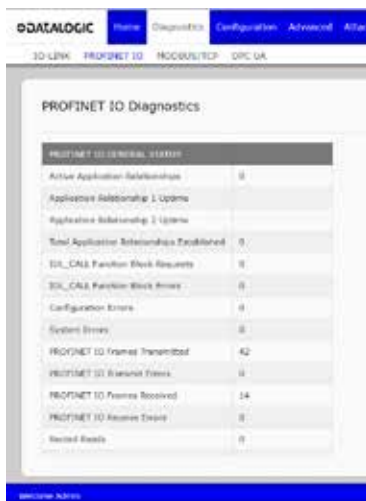 DATALOGIC Home Diagnostics Configuration Advanced
IO-LINK PROFINET IO MODBUS/TCP OPC UA
PROFINET IO Diagnostics
PROFINET IO GENERAL STATUS
Active Application Relationships 0
Application Relationship 1 Uptime
Application Relationship 2 Uptime
Total Application Relationships Established 0
IOL_CALL Function Block Requests 0
IOL_CALL Function Block Errors 0
Configuration Errors 0
System Errors 0
PROFINET IO Frames Transmitted 42
PROFINET IO Transmit Errors 0
PROFINET IO Frames Received 14
PROFINET IO Receive Errors 0
Record Reads 0
Welcome Admin